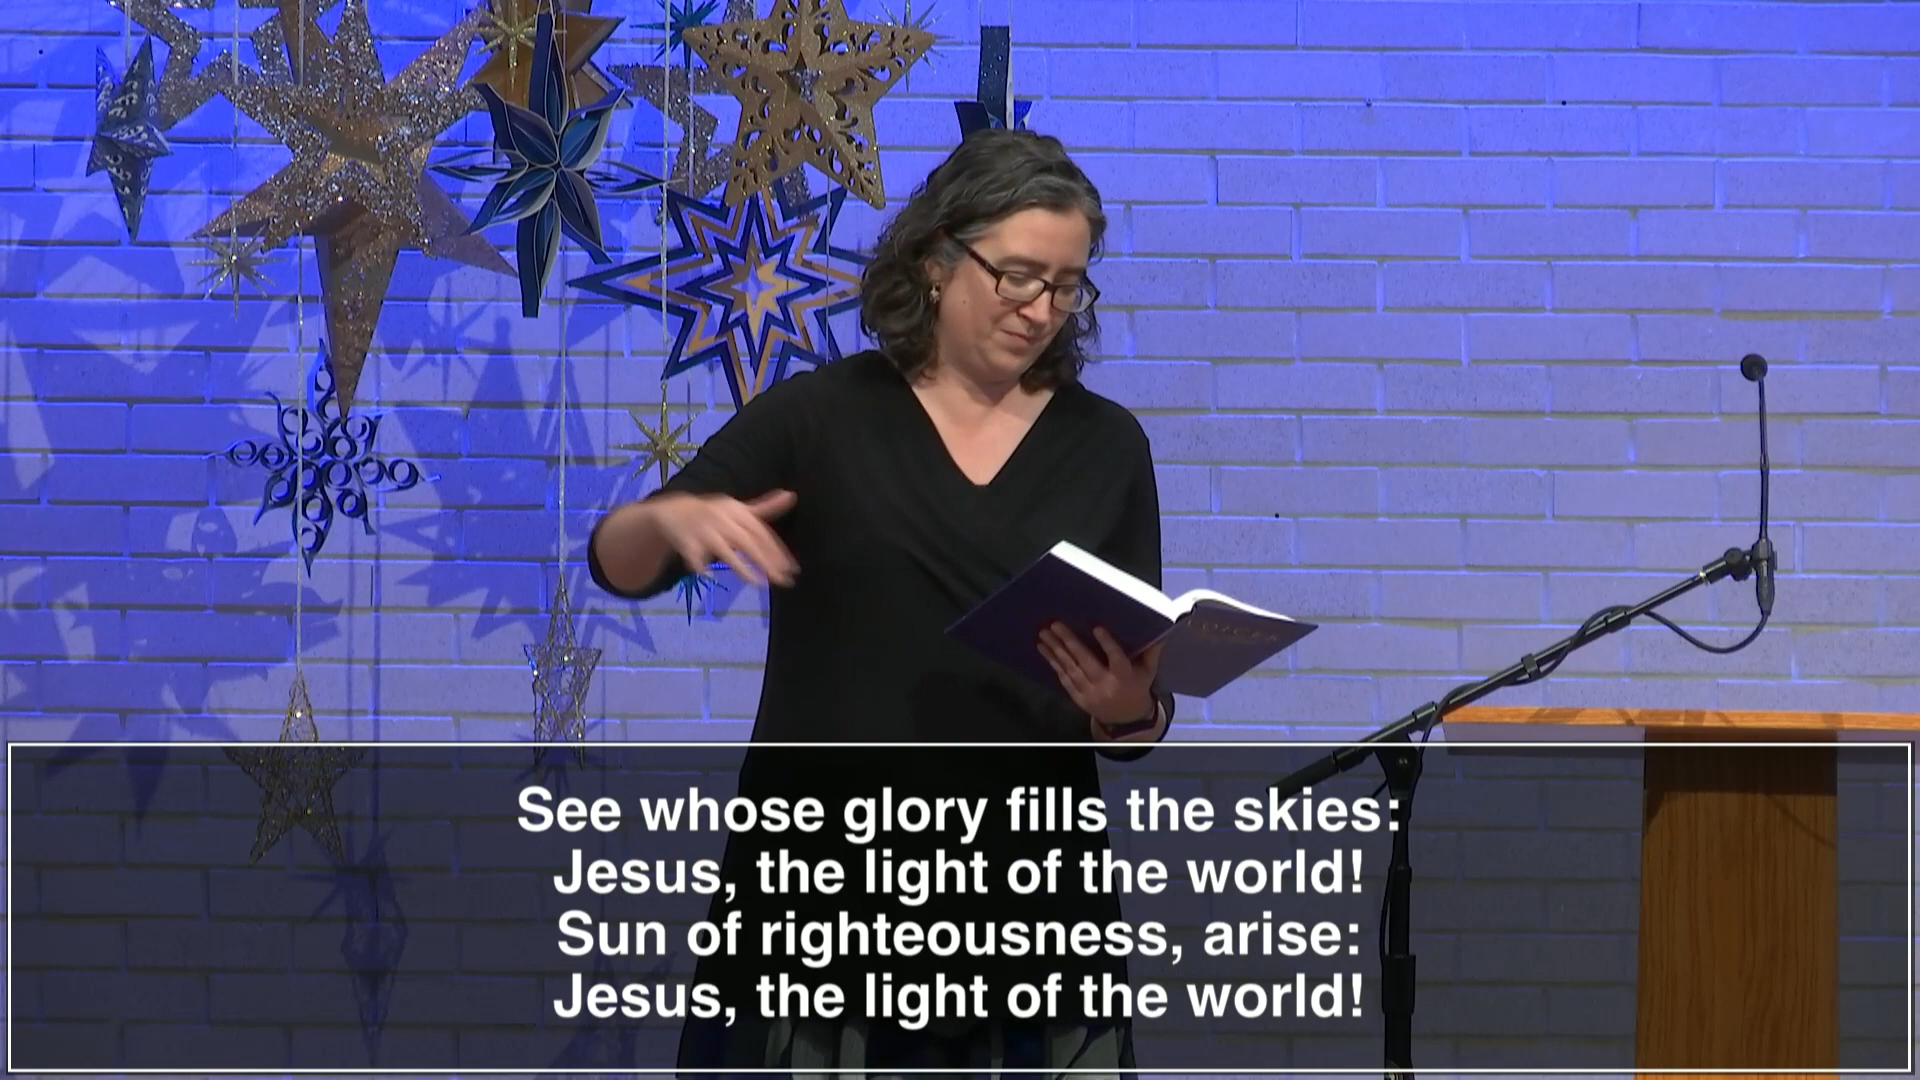 See whose glory fills the skies:
Jesus, the light of the world!
Sun of righteousness, arise:
Jesus, the light of the world!